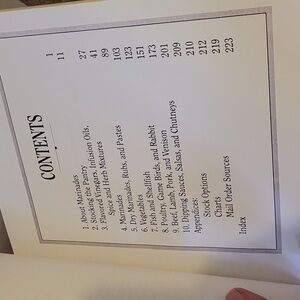 CONTENTS
1. About Marinades 1
2. Stocking the Pantry 11
3. Flavored Vinegars, Infusion Oils,
Spice and Herb Mixtures 27
4. Marinades 41
5. Dry Marinades, Rubs, and Pastes 89
6. Vegetables 103
7. Fish and Shellfish 123
8. Poultry, Game Birds, and Rabbit 151
9. Beef, Lamb, Pork, and Venison 173
10. Dipping Sauces, Salsas, and Chutneys 201
Appendices: 209
Stock Options 210
Charts 212
Mail Order Sources 219
Index 223